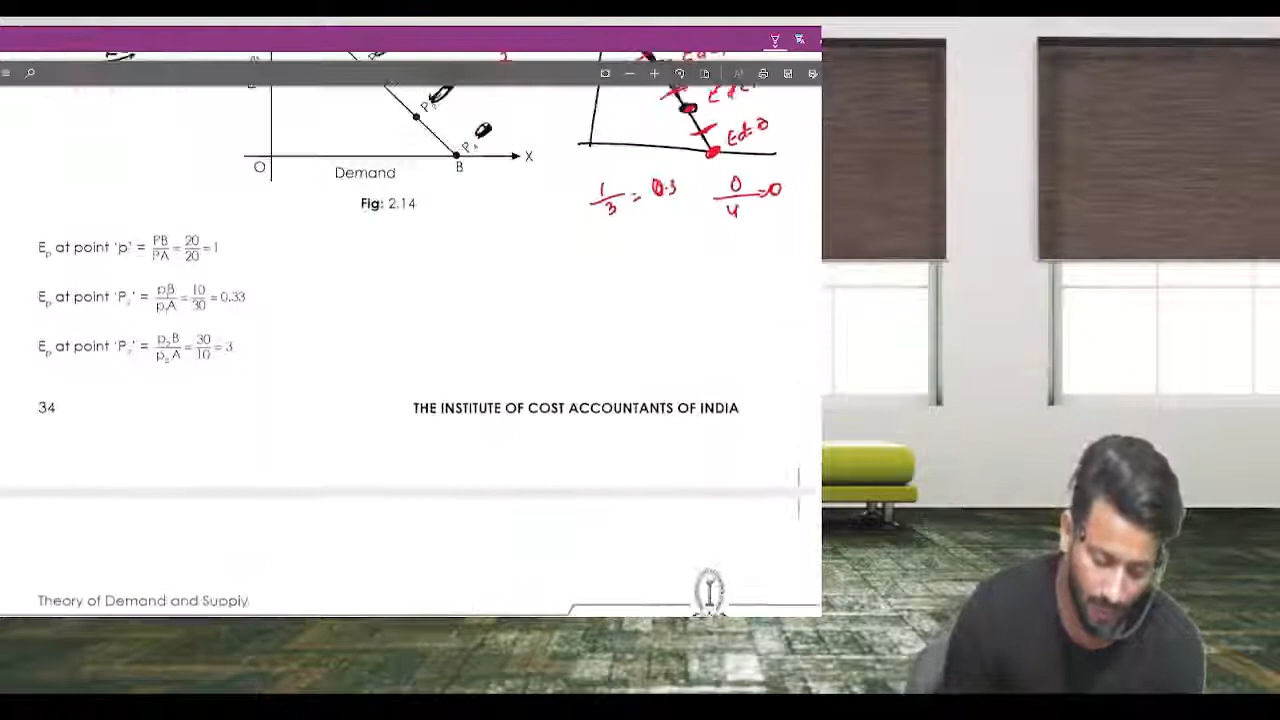 P₁
P₄
X
O
Demand
B
Fig: 2.14
Ed=0
1/3 = 0.3
0/4 = 0
Eₚ at point 'p' = PB/PA = 20/20 = 1
Eₚ at point 'P₁' = p₁B/p₁A = 10/30 = 0.33
Eₚ at point 'P₂' = p₂B/p₂A = 30/10 = 3
34
THE INSTITUTE OF COST ACCOUNTANTS OF INDIA
Theory of Demand and Supply